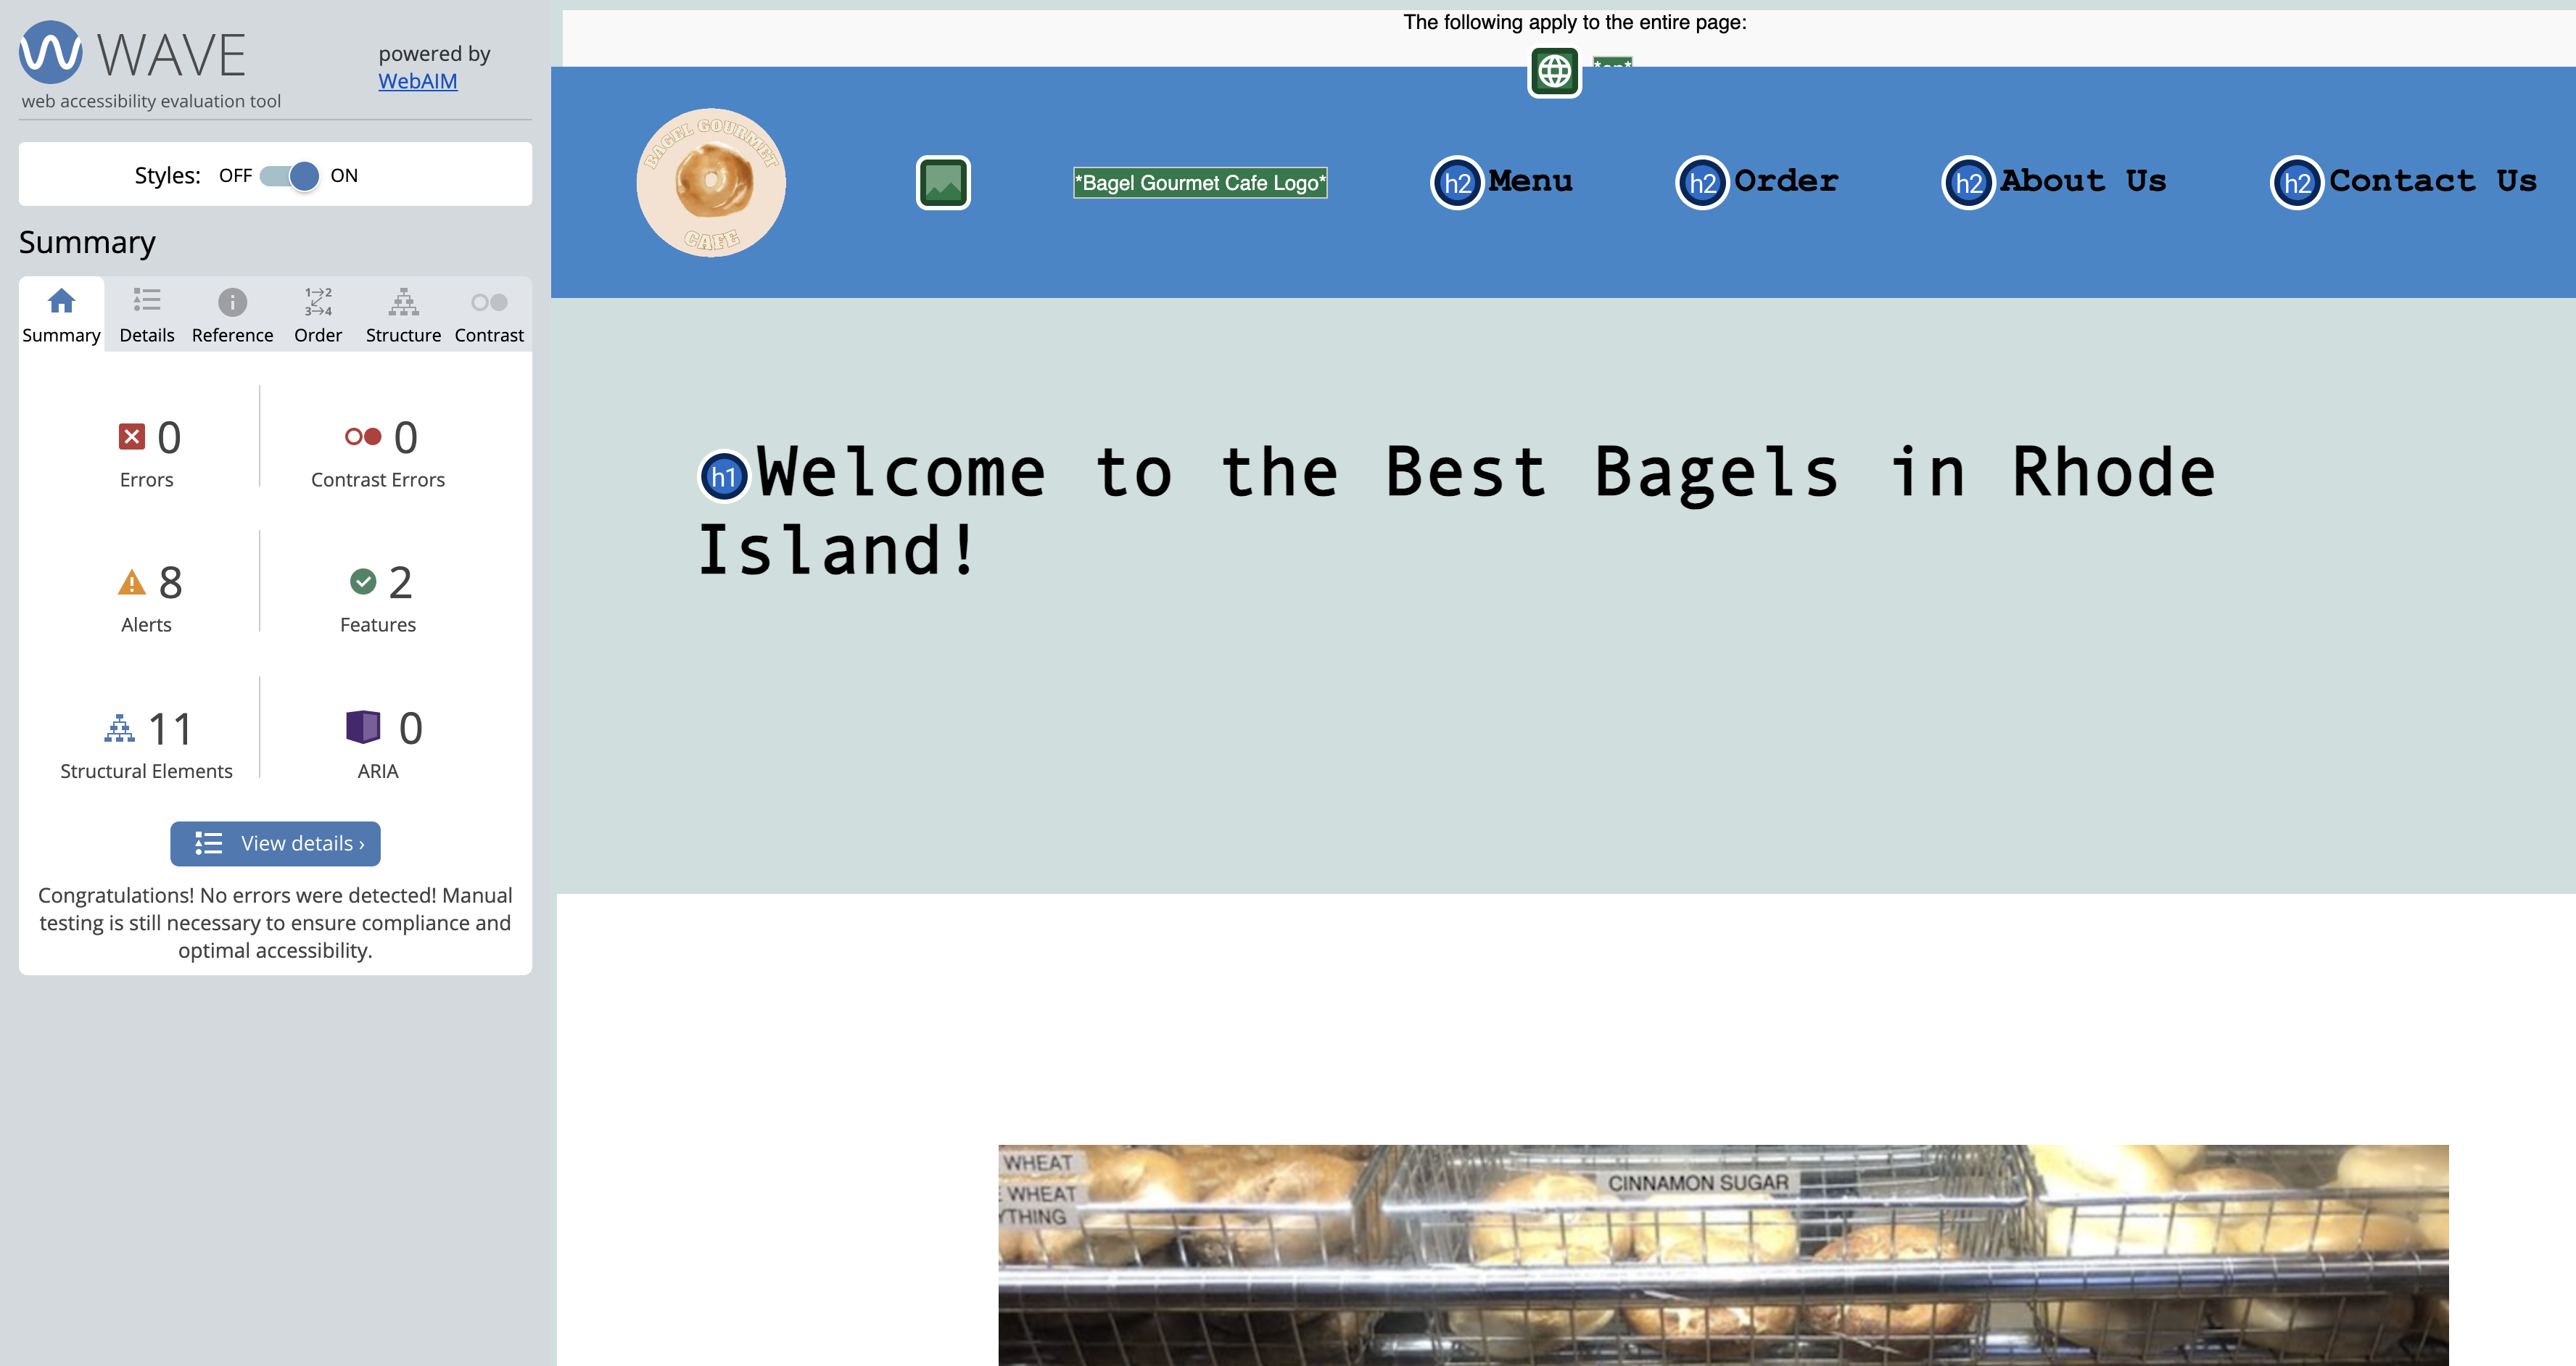 WAVE
web accessibility evaluation tool
powered by
WebAIM
Styles: OFF ON
Summary
Summary Details Reference Order Structure Contrast
0
Errors
0
Contrast Errors
8
Alerts
2
Features
11
Structural Elements
0
ARIA
View details ›
Congratulations! No errors were detected! Manual
testing is still necessary to ensure compliance and
optimal accessibility.
The following apply to the entire page:
BAGEL GOURMET
CAFE
*Bagel Gourmet Cafe Logo*
h2 Menu
h2 Order
h2 About Us
h2 Contact Us
h1 Welcome to the Best Bagels in Rhode
Island!
WHEAT
WHEAT
YTHING
CINNAMON SUGAR